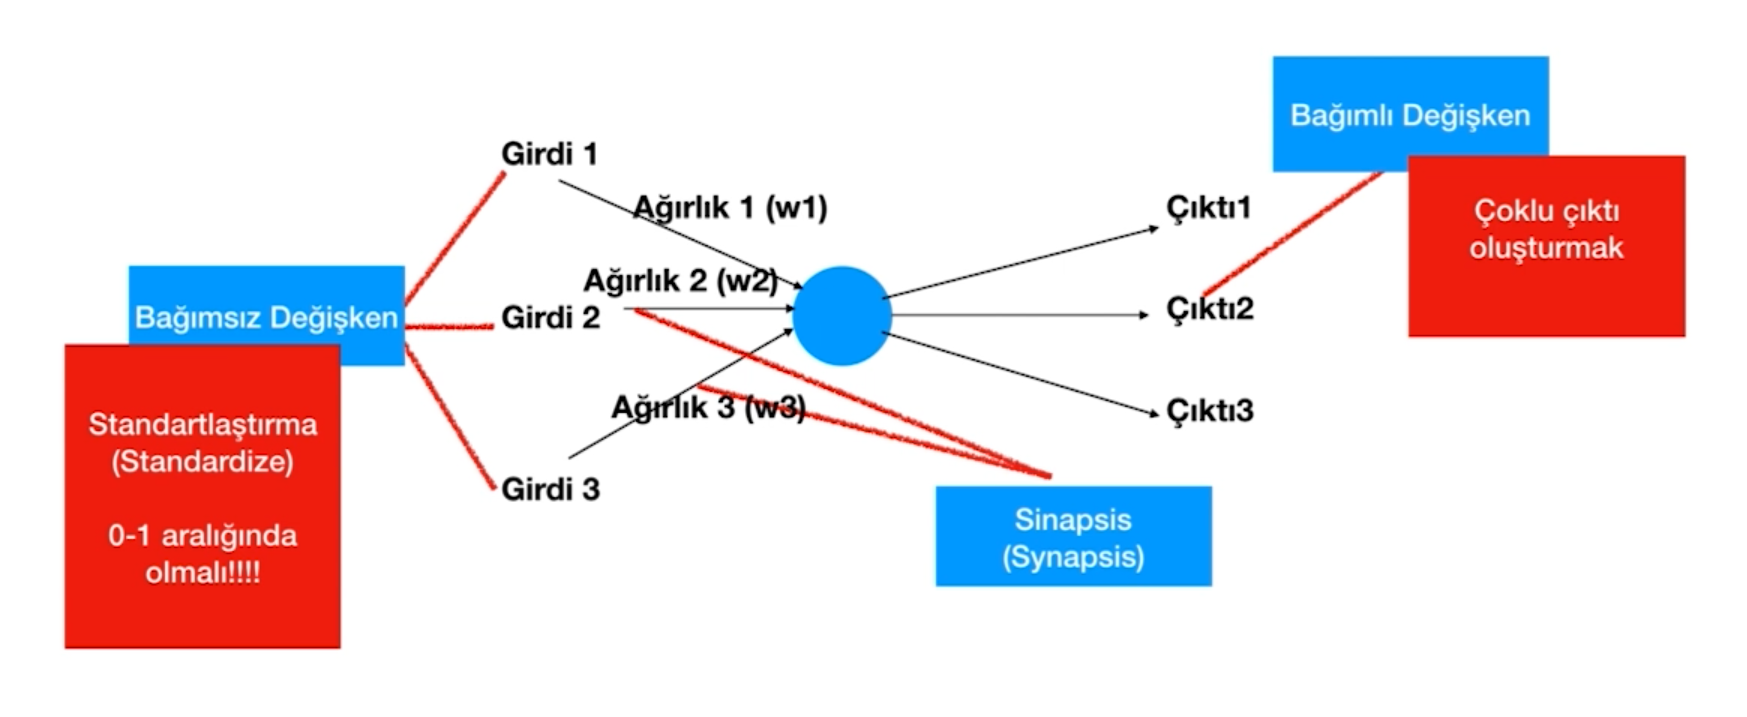 Girdi 1
Ağırlık 1 (w1)
Ağırlık 2 (w2)
Girdi 2
Ağırlık 3 (w3)
Girdi 3
Bağımsız Değişken
Standartlaştırma
(Standardize)
0-1 aralığında
olmalı!!!!
Sinapsis
(Synapsis)
Çıktı1
Çıktı2
Çıktı3
Bağımlı Değişken
Çoklu çıktı
oluşturmak